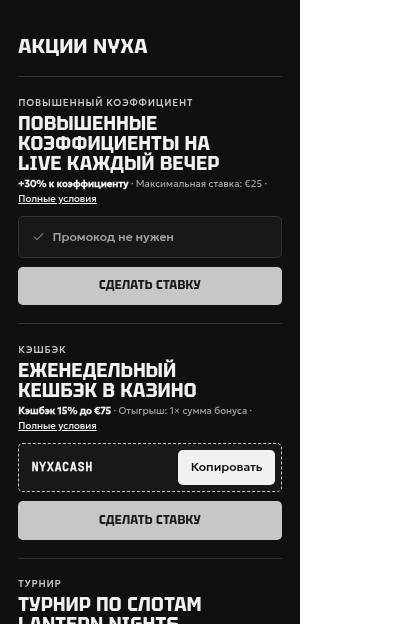 АКЦИИ NYXA
ПОВЫШЕННЫЙ КОЭФФИЦИЕНТ
ПОВЫШЕННЫЕ
КОЭФФИЦИЕНТЫ НА
LIVE КАЖДЫЙ ВЕЧЕР
+30% к коэффициенту · Максимальная ставка: €25 ·
Полные условия
Промокод не нужен
СДЕЛАТЬ СТАВКУ
КЭШБЭК
ЕЖЕНЕДЕЛЬНЫЙ
КЕШБЭК В КАЗИНО
Кэшбэк 15% до €75 · Отыгрыш: 1× сумма бонуса ·
Полные условия
NYXACASH
Копировать
СДЕЛАТЬ СТАВКУ
ТУРНИР
ТУРНИР ПО СЛОТАМ
LANTERN NIGHTS